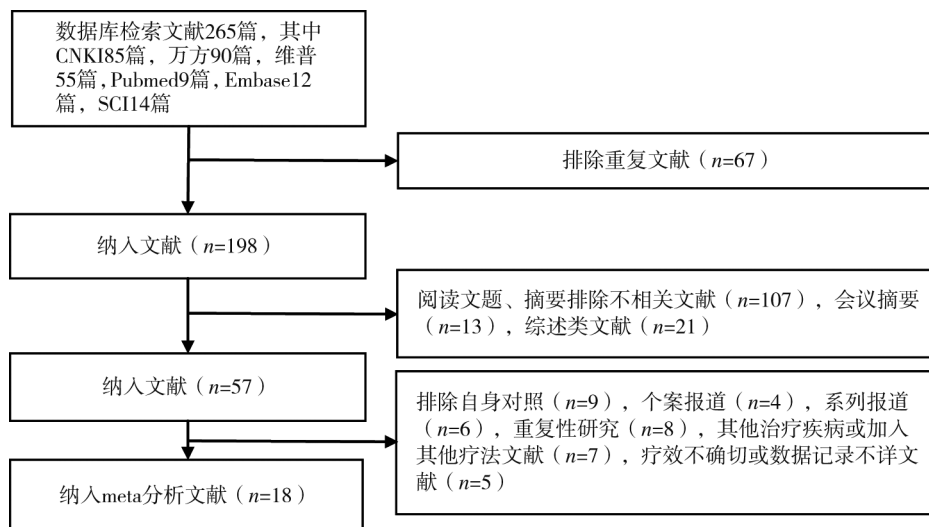 数据库检索文献265篇，其中
CNKI85篇，万方90篇，维普
55篇,Pubmed9篇,Embase12
篇，SCI14篇
排除重复文献（n=67）
纳入文献（n=198）
阅读文题、摘要排除不相关文献（n=107），会议摘要
（n=13），综述类文献（n=21）
纳入文献（n=57）
排除自身对照（n=9），个案报道（n=4），系列报道
（n=6），重复性研究（n=8），其他治疗疾病或加入
其他疗法文献（n=7），疗效不确切或数据记录不详文
献（n=5）
纳入meta分析文献（n=18）